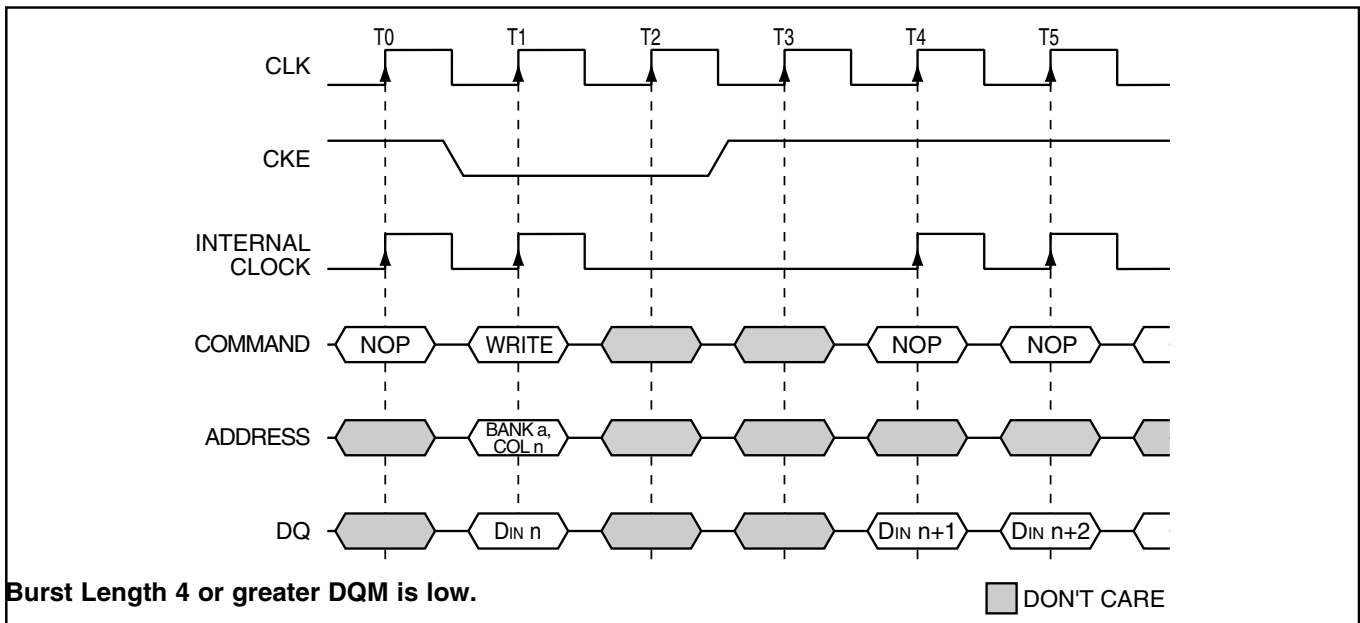 T0 T1 T2 T3 T4 T5
CLK
CKE
INTERNAL
CLOCK
COMMAND NOP WRITE NOP NOP
ADDRESS BANK a,
COL n
DQ DIN n DIN n+1 DIN n+2
Burst Length 4 or greater DQM is low.
DON'T CARE